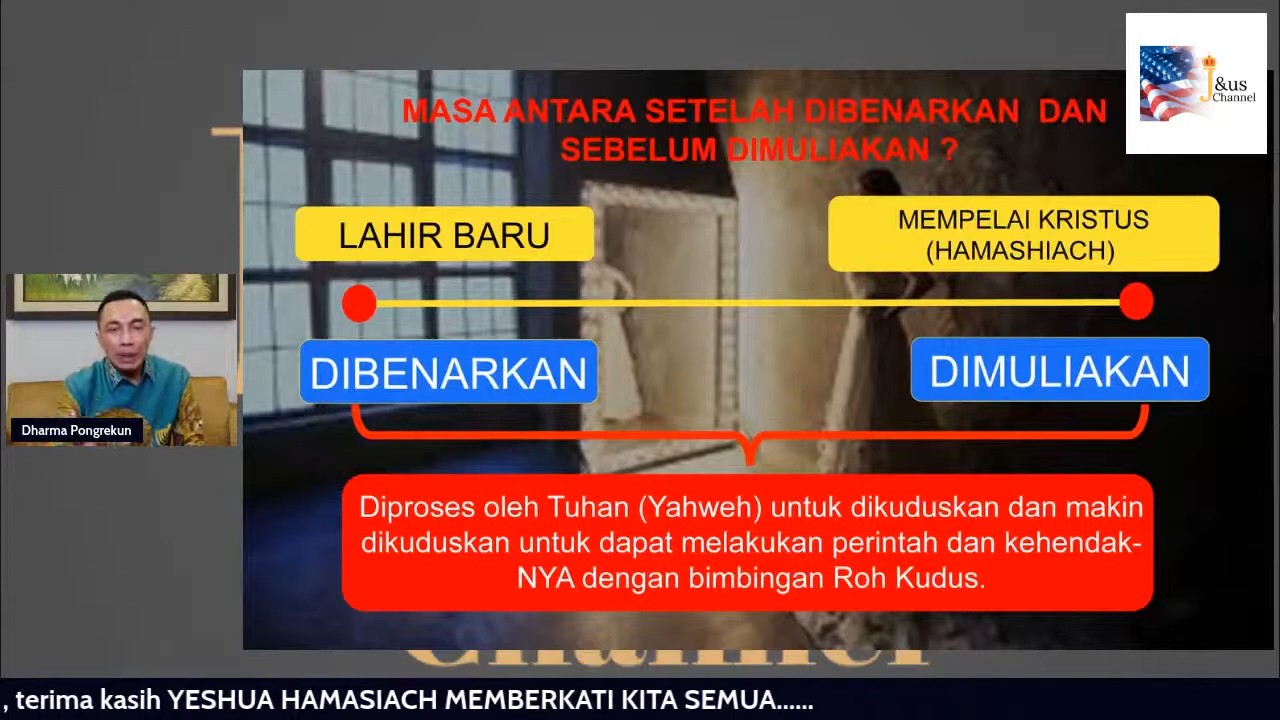 J&us
Channel
MASA ANTARA SETELAH DIBENARKAN DAN
SEBELUM DIMULIAKAN ?
LAHIR BARU
MEMPELAI KRISTUS
(HAMASHIACH)
DIBENARKAN
DIMULIAKAN
Dharma Pongrekun
Diproses oleh Tuhan (Yahweh) untuk dikuduskan dan makin
dikuduskan untuk dapat melakukan perintah dan kehendak-
NYA dengan bimbingan Roh Kudus.
Channel
, terima kasih YESHUA HAMASIACH MEMBERKATI KITA SEMUA......